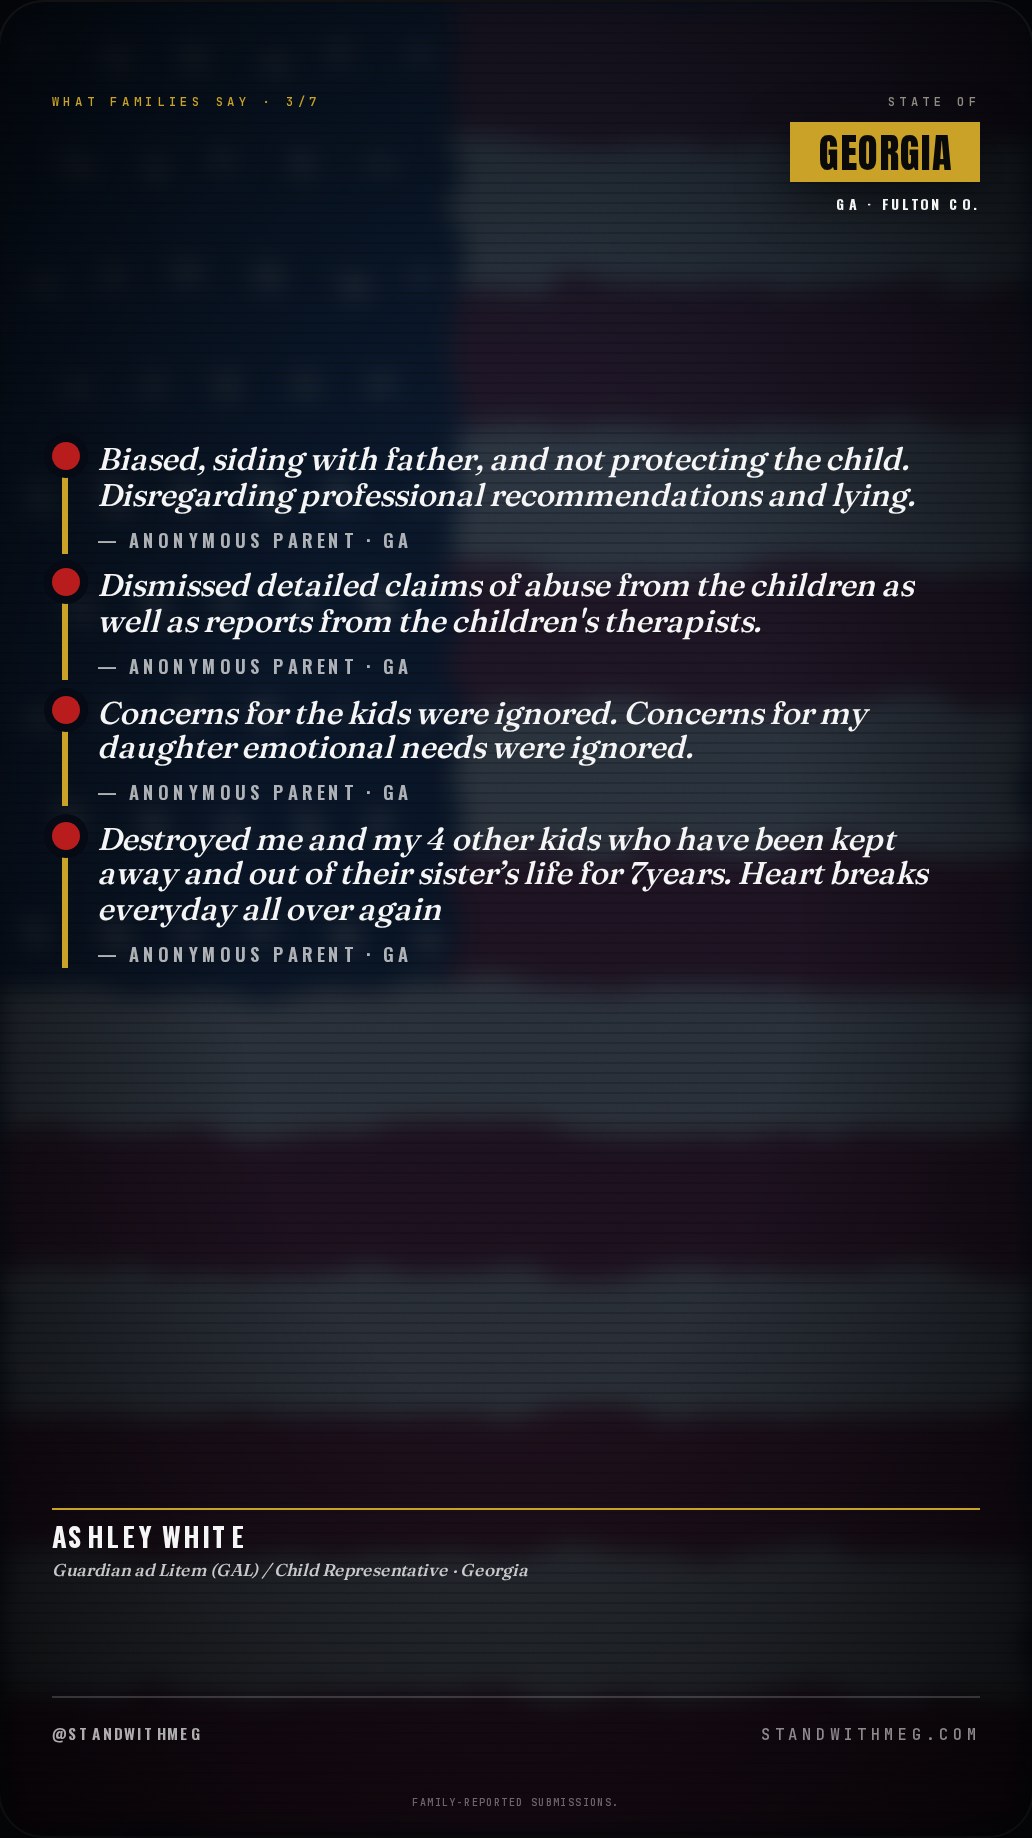 WHAT FAMILIES SAY · 3/7
STATE OF
GEORGIA
GA · FULTON CO.
Biased, siding with father, and not protecting the child.
Disregarding professional recommendations and lying.
— ANONYMOUS PARENT · GA
Dismissed detailed claims of abuse from the children as
well as reports from the children's therapists.
— ANONYMOUS PARENT · GA
Concerns for the kids were ignored. Concerns for my
daughter emotional needs were ignored.
— ANONYMOUS PARENT · GA
Destroyed me and my 4 other kids who have been kept
away and out of their sister’s life for 7years. Heart breaks
everyday all over again
— ANONYMOUS PARENT · GA
ASHLEY WHITE
Guardian ad Litem (GAL) / Child Representative · Georgia
@STANDWITHMEG
STANDWITHMEG.COM
FAMILY-REPORTED SUBMISSIONS.